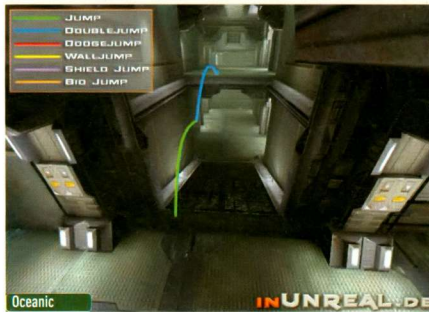 JUMP
DOUBLEJUMP
DODGEJUMP
WALLJUMP
SHIELD JUMP
BIO JUMP
Oceanic
INUNREAL.DE